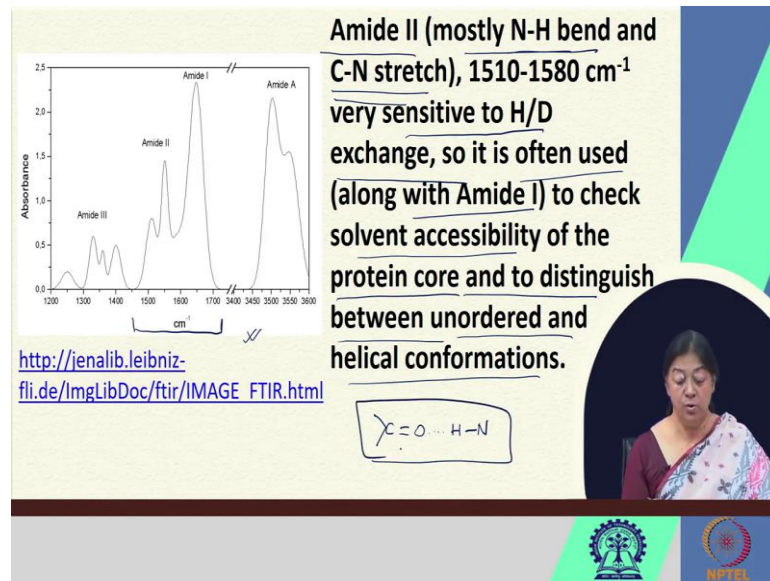 Amide II (mostly N-H bend and
C-N stretch), 1510-1580 cm-1
very sensitive to H/D
exchange, so it is often used
(along with Amide I) to check
solvent accessibility of the
protein core and to distinguish
between unordered and
helical conformations.
2,5
2,0
1,5
1,0
0,5
0,0
Absorbance
Amide I
Amide A
Amide II
Amide III
1200 1300 1400 1500 1600 1700 3400 3450 3500 3550 3600
cm-1
http://jenalib.leibniz-
fli.de/ImgLibDoc/ftir/IMAGE_FTIR.html
C=O....H-N
NPTEL